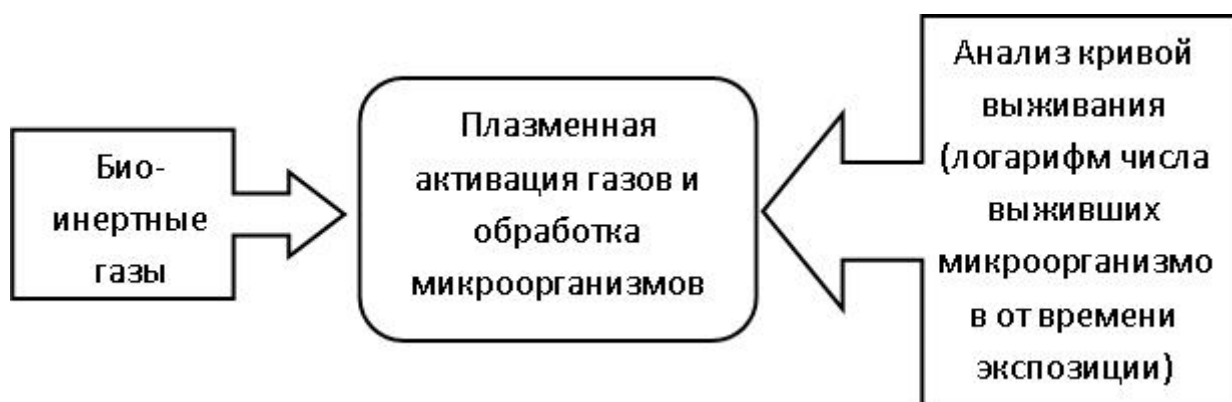 Био-
инертные
газы
Плазменная
активация газов и
обработка
микроорганизмов
Анализ кривой
выживания
(логарифм числа
выживших
микроорганизмо
в от времени
экспозиции)